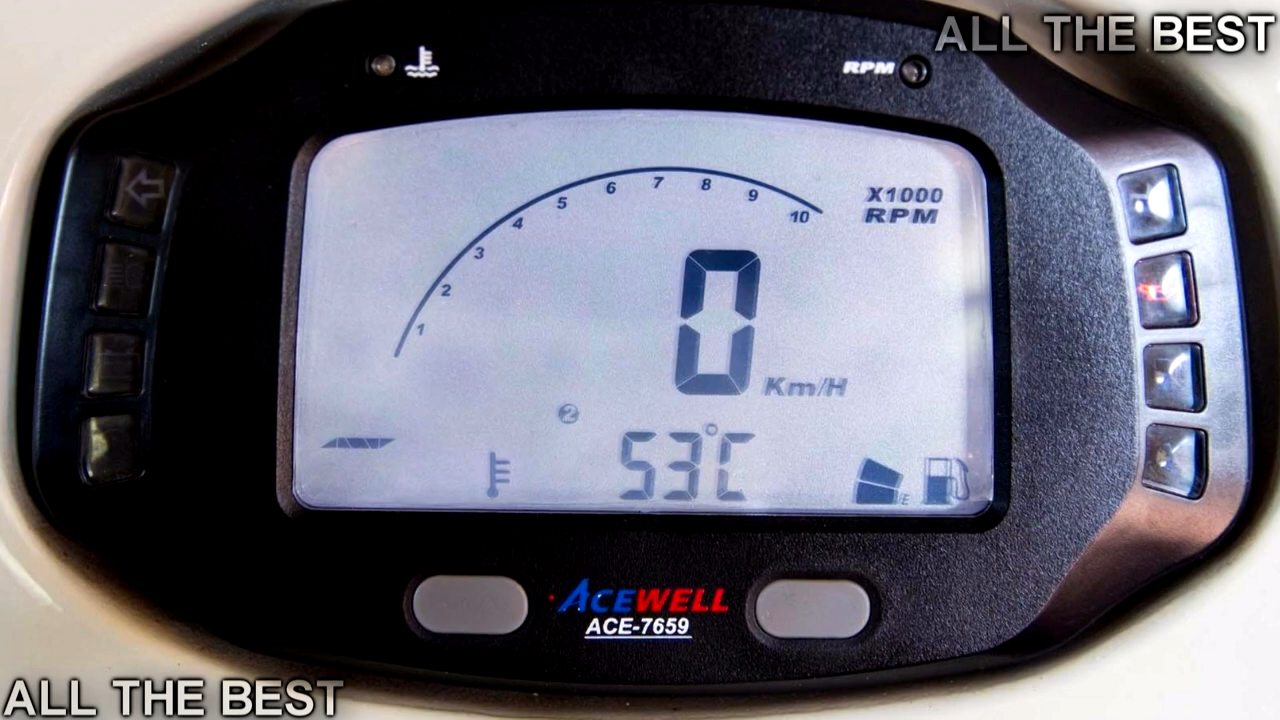 ALL THE BEST
RPM
X1000
RPM
1
2
3
4
5
6
7
8
9
10
0
Km/H
2
53°C
/E
ACEWELL
ACE-7659
ALL THE BEST